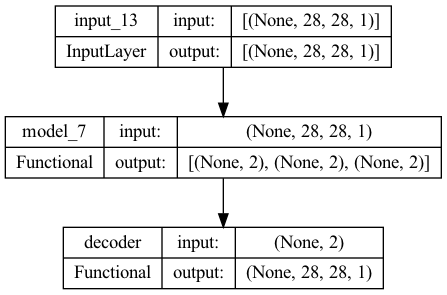 input_13 input: [(None, 28, 28, 1)]
InputLayer output: [(None, 28, 28, 1)]
model_7 input: (None, 28, 28, 1)
Functional output: [(None, 2), (None, 2), (None, 2)]
decoder input: (None, 2)
Functional output: (None, 28, 28, 1)